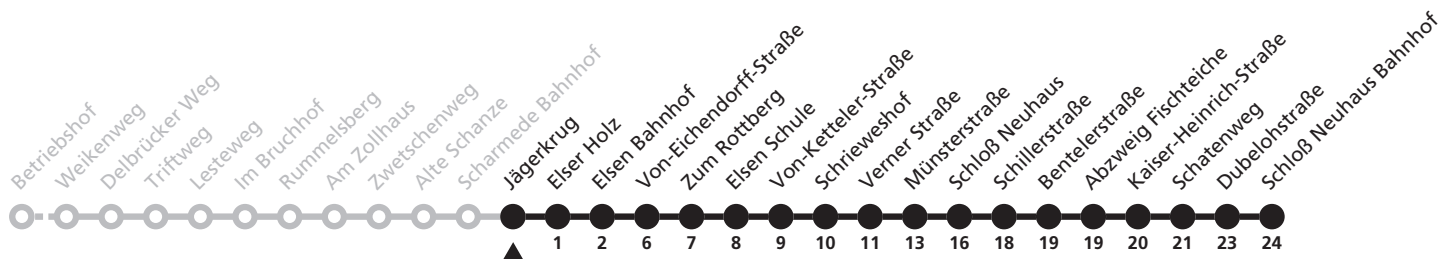 Betriebshof
Weikenweg
Delbrücker Weg
Triftweg
Lesteweg
Im Bruchhof
Rummelsberg
Am Zollhaus
Zwetschenweg
Alte Schanze
Scharmede Bahnhof
Jägerkrug
Elser Holz
Elsen Bahnhof
Von-Eichendorff-Straße
Zum Rottberg
Elsen Schule
Von-Ketteler-Straße
Schrieweshof
Verner Straße
Münsterstraße
Schloß Neuhaus
Schillerstraße
Bentelerstraße
Abzweig Fischteiche
Kaiser-Heinrich-Straße
Schatenweg
Dubelohstraße
Schloß Neuhaus Bahnhof
1 2 6 7 8 9 10 11 13 16 18 19 19 20 21 23 24